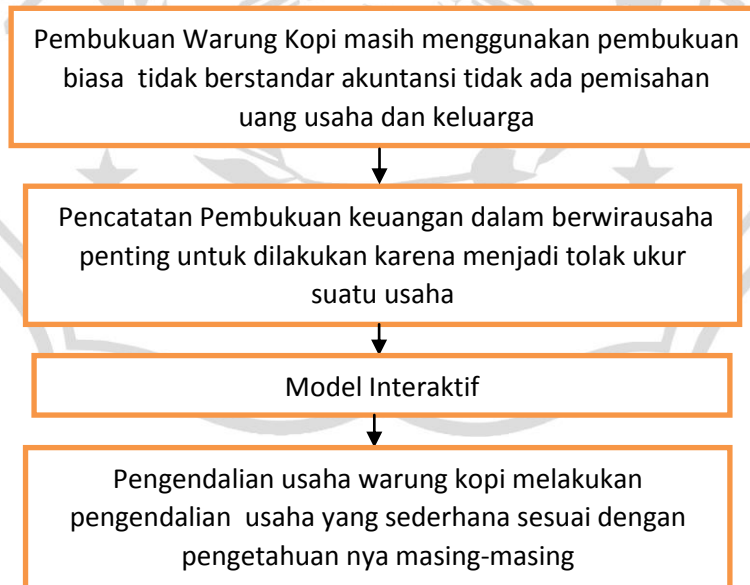 Pembukuan Warung Kopi masih menggunakan pembukuan
biasa  tidak berstandar akuntansi tidak ada pemisahan
uang usaha dan keluarga
Pencatatan Pembukuan keuangan dalam berwirausaha
penting untuk dilakukan karena menjadi tolak ukur
suatu usaha
Model Interaktif
Pengendalian usaha warung kopi melakukan
pengendalian  usaha yang sederhana sesuai dengan
pengetahuan nya masing-masing